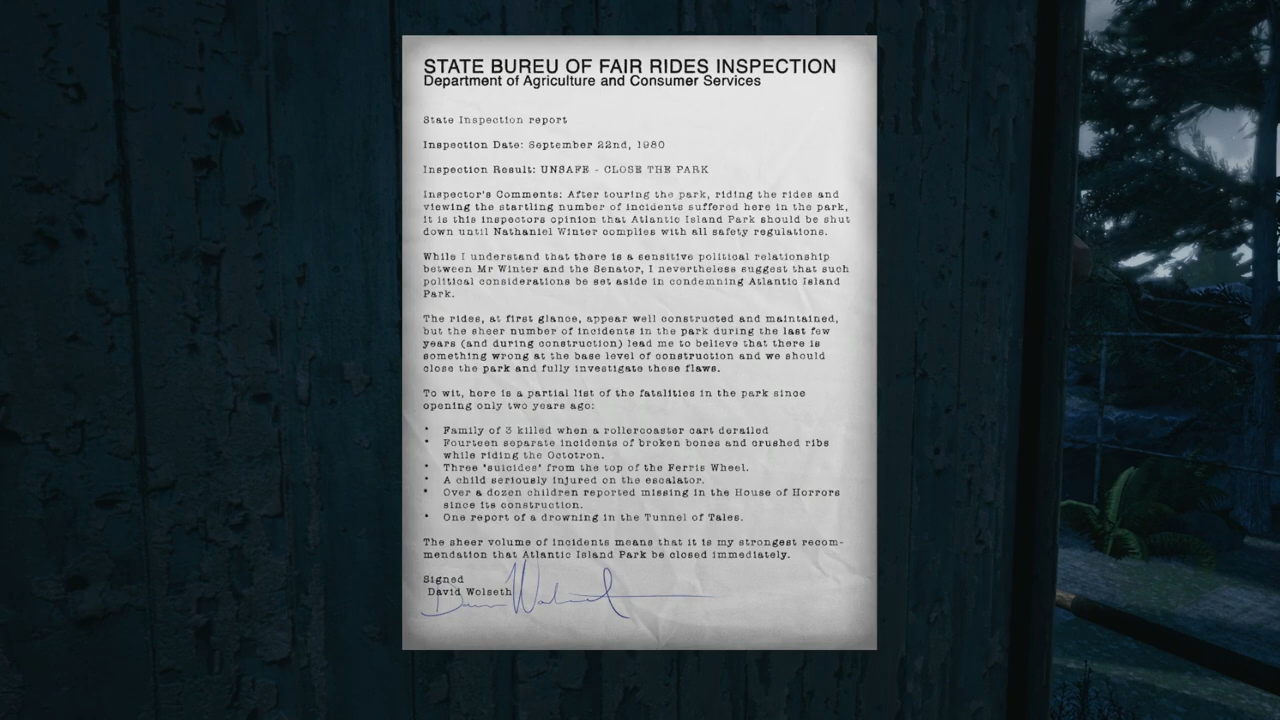 STATE BUREU OF FAIR RIDES INSPECTION
Department of Agriculture and Consumer Services
State Inspection report
Inspection Date: September 22nd, 1980
Inspection Result: UNSAFE - CLOSE THE PARK
Inspector's Comments: After touring the park, riding the rides and
viewing the startling number of incidents suffered here in the park,
it is this inspectors opinion that Atlantic Island Park should be shut
down until Nathaniel Winter complies with all safety regulations.
While I understand that there is a sensitive political relationship
between Mr Winter and the Senator, I nevertheless suggest that such
political considerations be set aside in condemning Atlantic Island
Park.
The rides, at first glance, appear well constructed and maintained,
but the sheer number of incidents in the park during the last few
years (and during construction) lead me to believe that there is
something wrong at the base level of construction and we should
close the park and fully investigate these flaws.
To wit, here is a partial list of the fatalities in the park since
opening only two years ago:
* Family of 3 killed when a rollercoaster cart derailed
* Fourteen separate incidents of broken bones and crushed ribs
while riding the Octotron.
* Three 'suicides' from the top of the Ferris Wheel.
* A child seriously injured on the escalator.
* Over a dozen children reported missing in the House of Horrors
since its construction.
* One report of a drowning in the Tunnel of Tales.
The sheer volume of incidents means that it is my strongest recom-
mendation that Atlantic Island Park be closed immediately.
Signed
David Wolseth